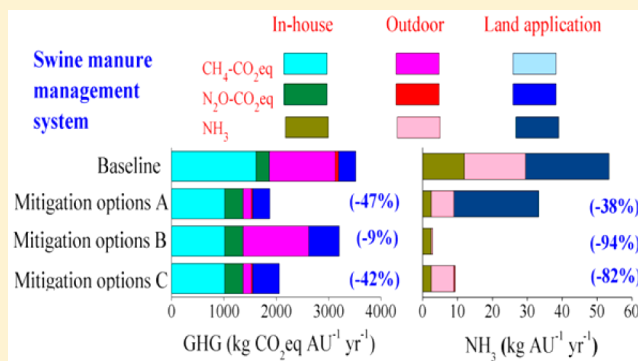 In-house Outdoor Land application
Swine manure
management
system
CH₄-CO₂eq
N₂O-CO₂eq
NH₃
Baseline
Mitigation options A (-47%) (-38%)
Mitigation options B (-9%) (-94%)
Mitigation options C (-42%) (-82%)
0 1000 2000 3000 4000 0 10 20 30 40 50 60
GHG (kg CO₂eq AU⁻¹ yr⁻¹) NH₃ (kg AU⁻¹ yr⁻¹)